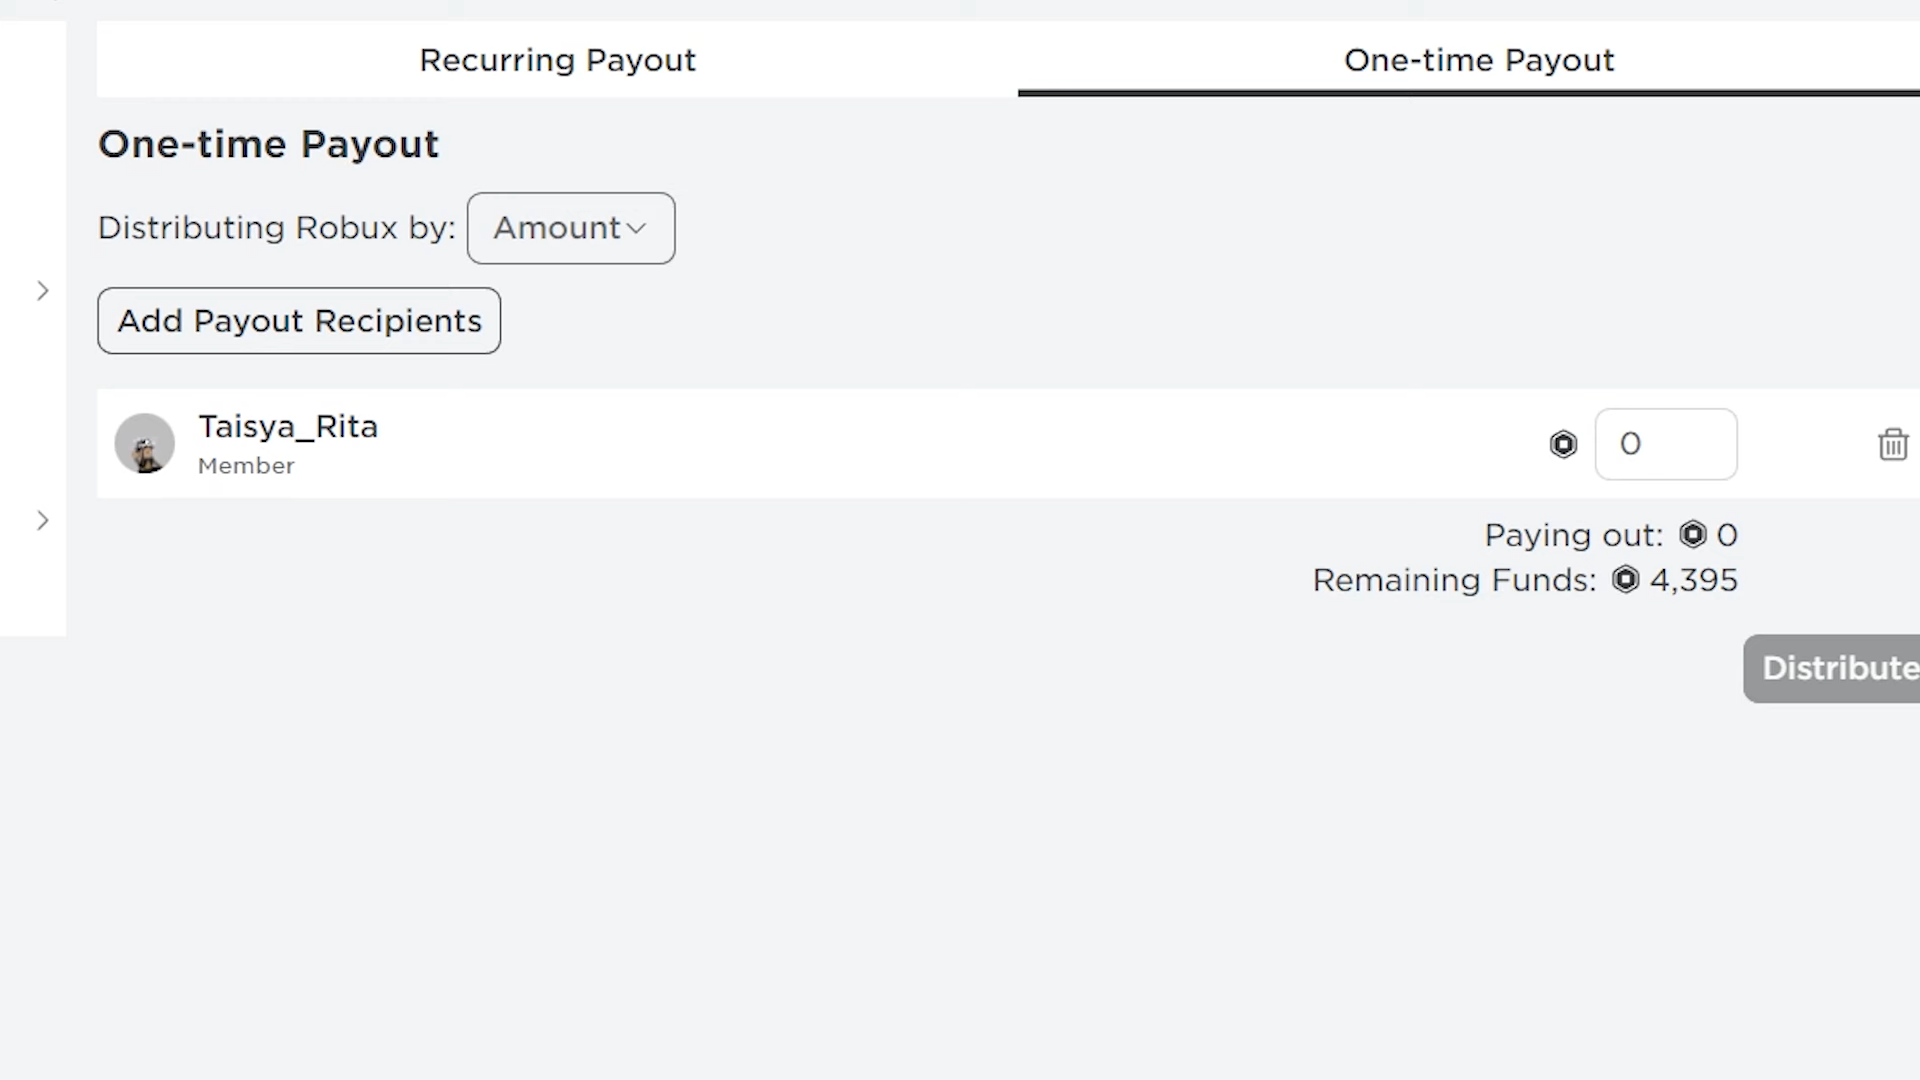 Recurring Payout
One-time Payout
One-time Payout
Distributing Robux by:
Amount
Add Payout Recipients
Taisya_Rita
Member
0
Paying out: 0
Remaining Funds: 4,395
Distribute